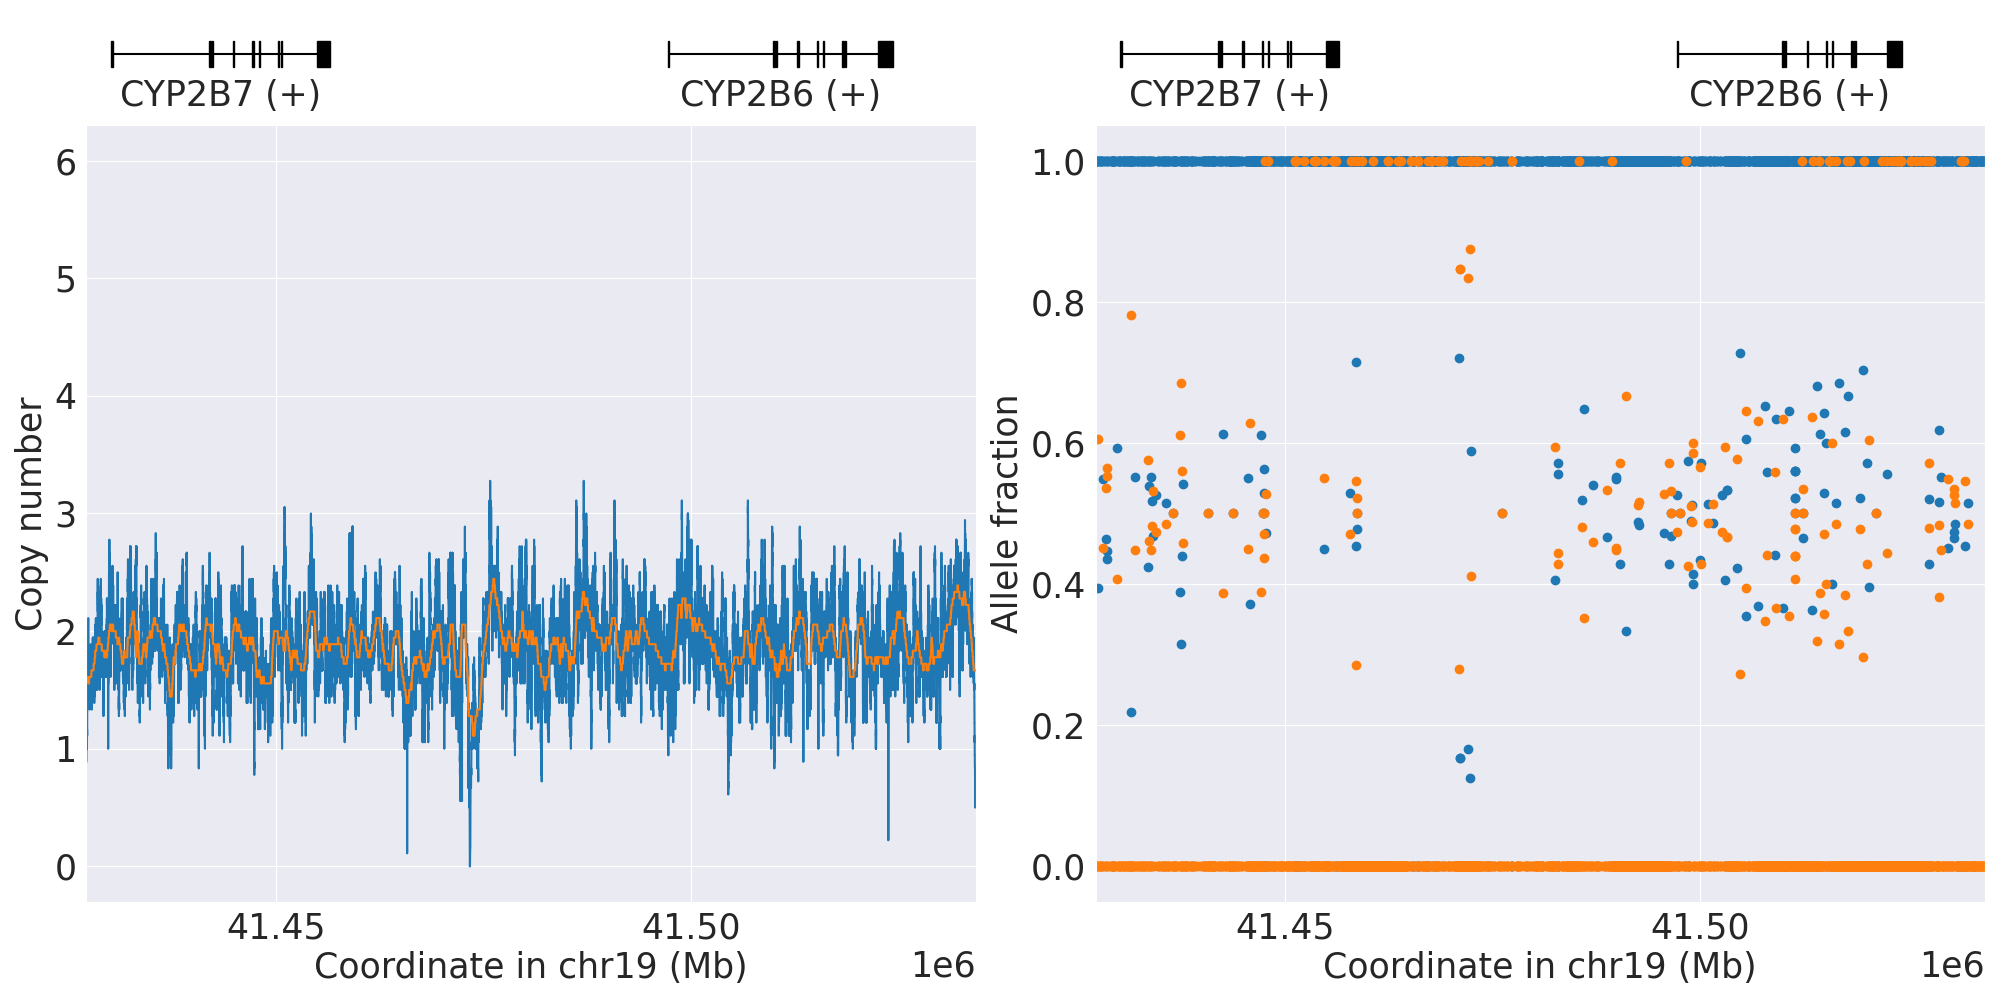 CYP2B7 (+)
CYP2B6 (+)
CYP2B7 (+)
CYP2B6 (+)
Copy number
6
5
4
3
2
1
0
41.45
41.50
Coordinate in chr19 (Mb)
1e6
Allele fraction
1.0
0.8
0.6
0.4
0.2
0.0
41.45
41.50
Coordinate in chr19 (Mb)
1e6